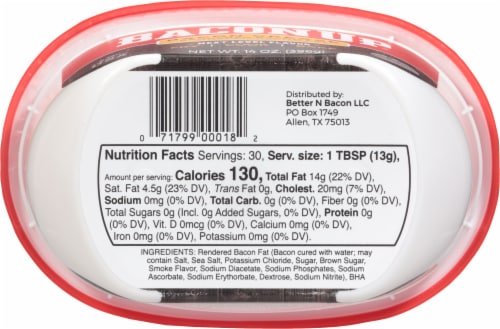 BACON UP
NET WT. 14 OZ. (396g)
0 71799 00018 2
Distributed by:
Better N Bacon LLC
PO Box 1749
Allen, TX 75013
Nutrition Facts Servings: 30, Serv. size: 1 TBSP (13g),
Amount per serving: Calories 130, Total Fat 14g (22% DV),
Sat. Fat 4.5g (23% DV), Trans Fat 0g, Cholest. 20mg (7% DV),
Sodium 0mg (0% DV), Total Carb. 0g (0% DV), Fiber 0g (0% DV),
Total Sugars 0g (Incl. 0g Added Sugars, 0% DV), Protein 0g
(0% DV), Vit. D 0mcg (0% DV), Calcium 0mg (0% DV),
Iron 0mg (0% DV), Potassium 0mg (0% DV).
INGREDIENTS: Rendered Bacon Fat (Bacon cured with water; may
contain Salt, Sea Salt, Potassium Chloride, Sugar, Brown Sugar,
Smoke Flavor, Sodium Diacetate, Sodium Phosphates, Sodium
Ascorbate, Sodium Erythorbate, Dextrose, Sodium Nitrite), BHA